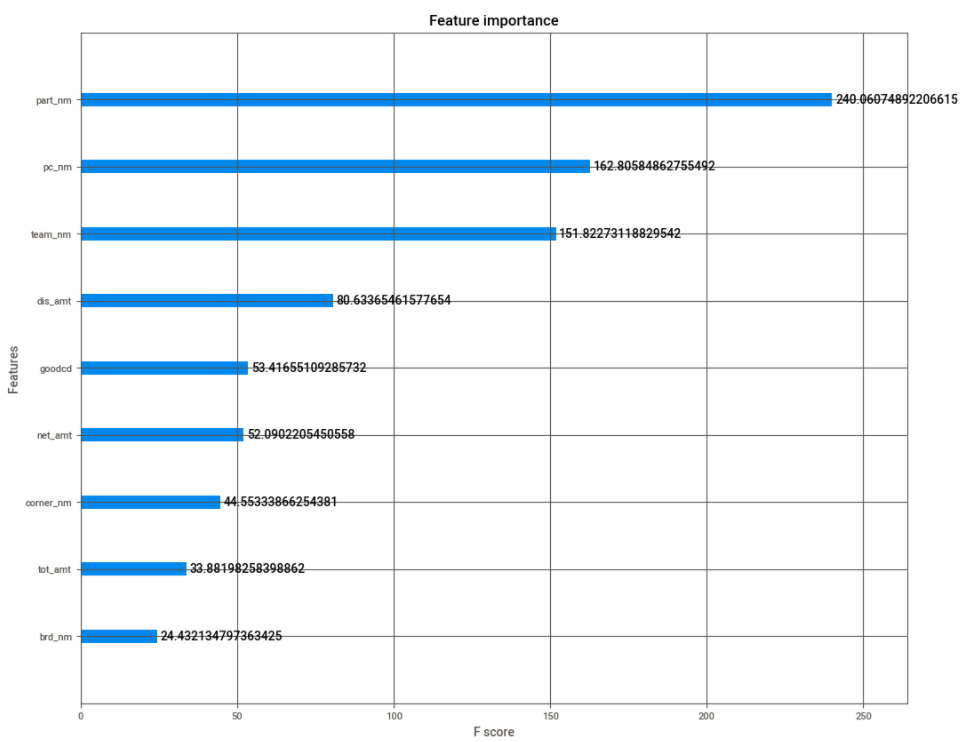 Feature importance
part_nm 240.06074892206615
pc_nm 162.80584862755492
team_nm 151.82273118829542
dis_amt 80.63365461577654
goodcd 53.41655109285732
net_amt 52.0902205450558
corner_nm 44.55333866254381
tot_amt 33.88198258398862
brd_nm 24.432134797363425
Features
0 50 100 150 200 250
F score